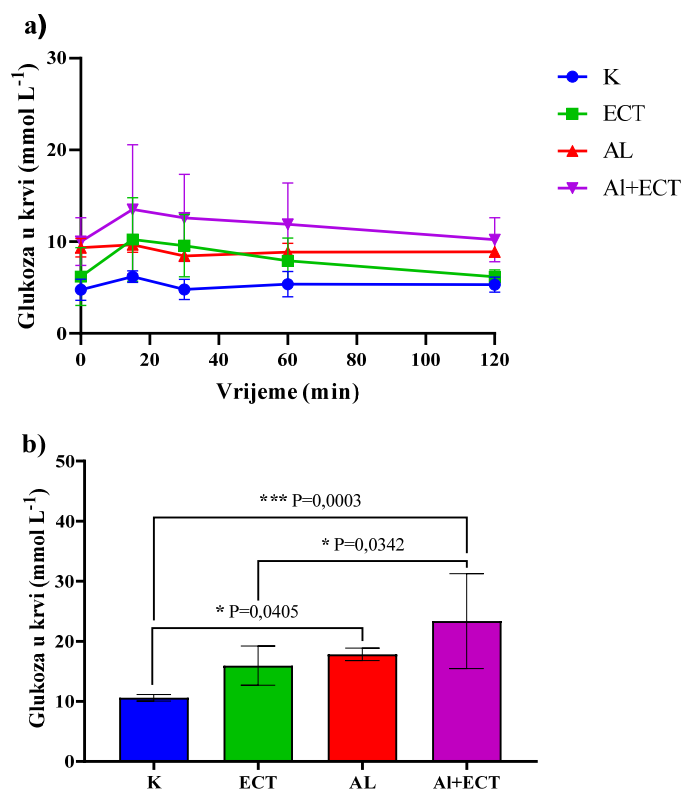 a)
Glukoza u krvi (mmol L-1)
30
20
10
0
0 20 40 60 80 100 120
Vrijeme (min)
K
ECT
AL
Al+ECT
b)
Glukoza u krvi (mmol L-1)
50
40
30
20
10
0
*** P=0,0003
* P=0,0342
* P=0,0405
K ECT AL Al+ECT